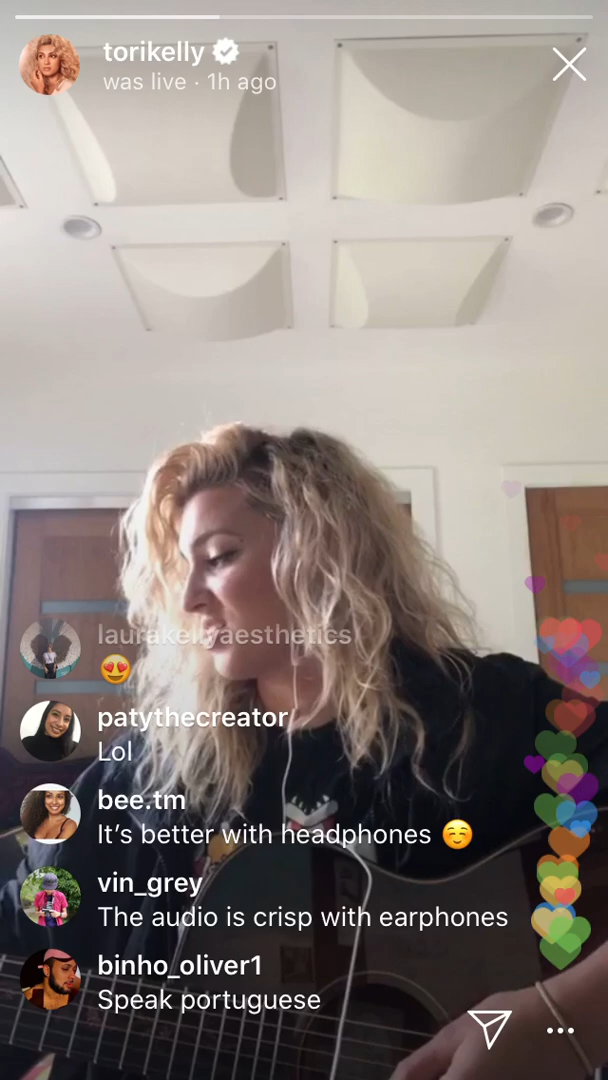 torikelly
was live · 1h ago
laurakellyaesthetics
😍
patythecreator
Lol
bee.tm
It’s better with headphones ☺️
vin_grey
The audio is crisp with earphones
binho_oliver1
Speak portuguese